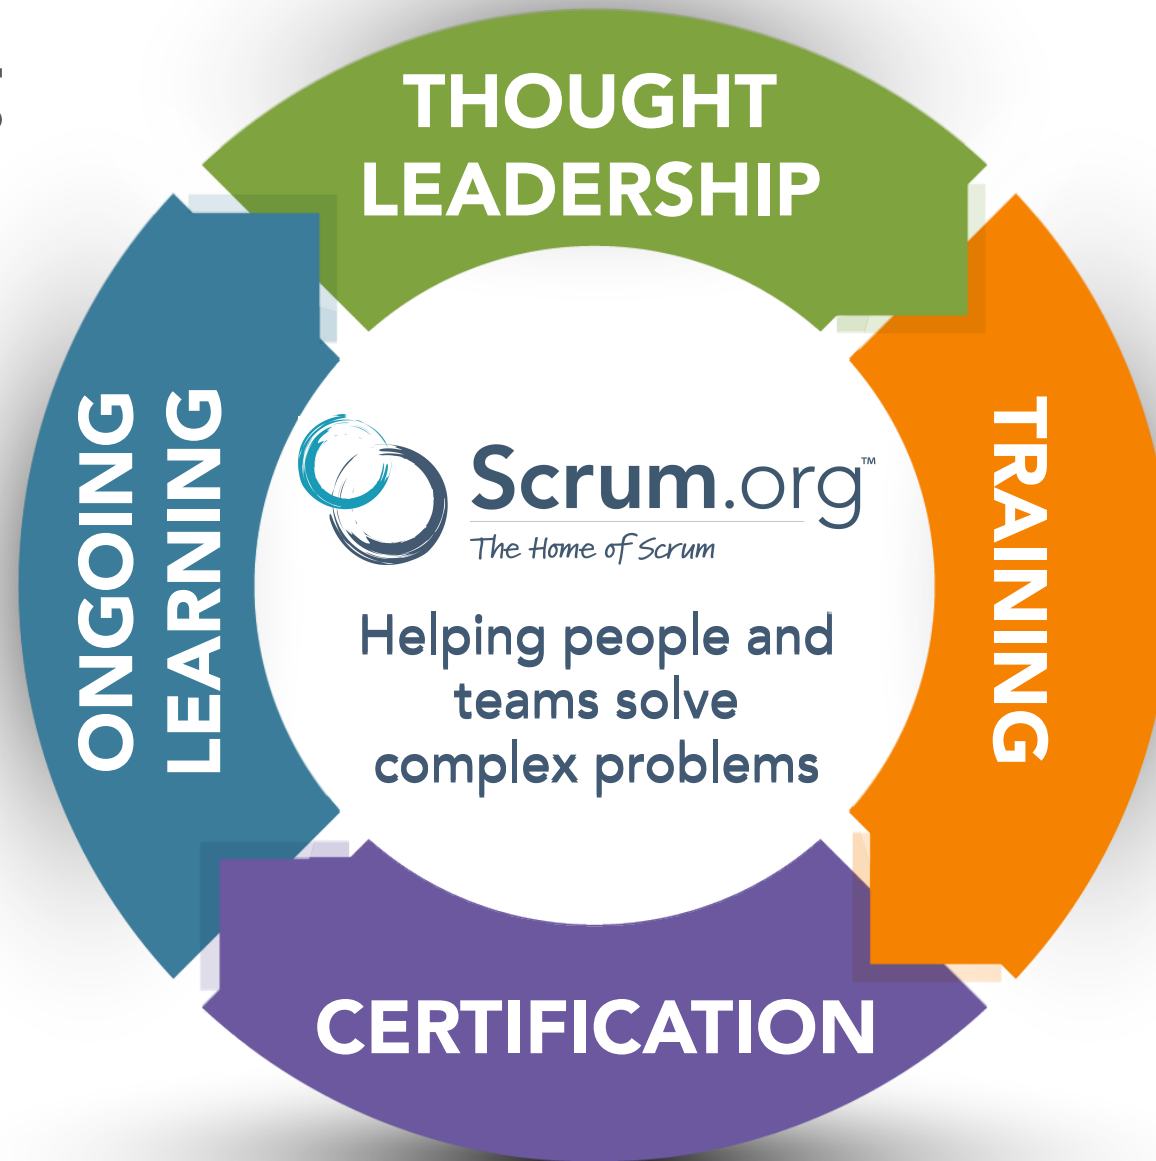 THOUGHT
LEADERSHIP
TRAINING
CERTIFICATION
ONGOING
LEARNING
Scrum.org™
The Home of Scrum
Helping people and
teams solve
complex problems